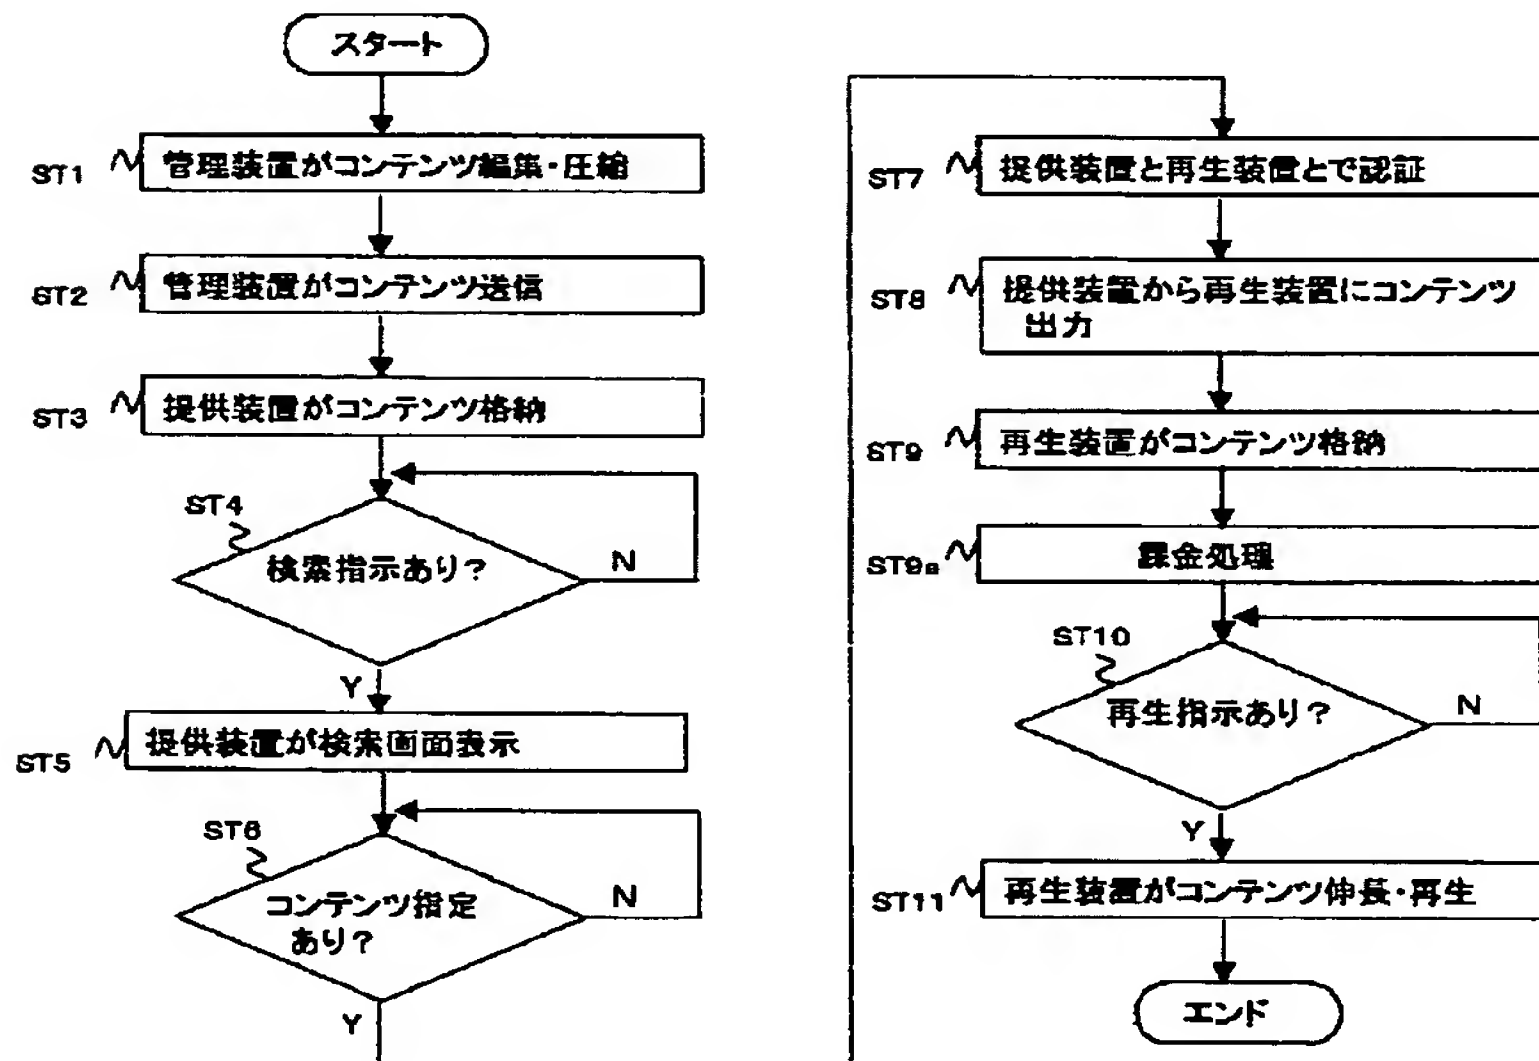 スタート
ST1
管理装置がコンテンツ編集・圧縮
ST2
管理装置がコンテンツ送信
ST3
提供装置がコンテンツ格納
ST4
検索指示あり?
N
Y
ST5
提供装置が検索画面表示
ST6
コンテンツ指定
あり?
N
Y
ST7
提供装置と再生装置とで認証
ST8
提供装置から再生装置にコンテンツ
出力
ST9
再生装置がコンテンツ格納
ST9a
課金処理
ST10
再生指示あり?
N
Y
ST11
再生装置がコンテンツ伸長・再生
エンド